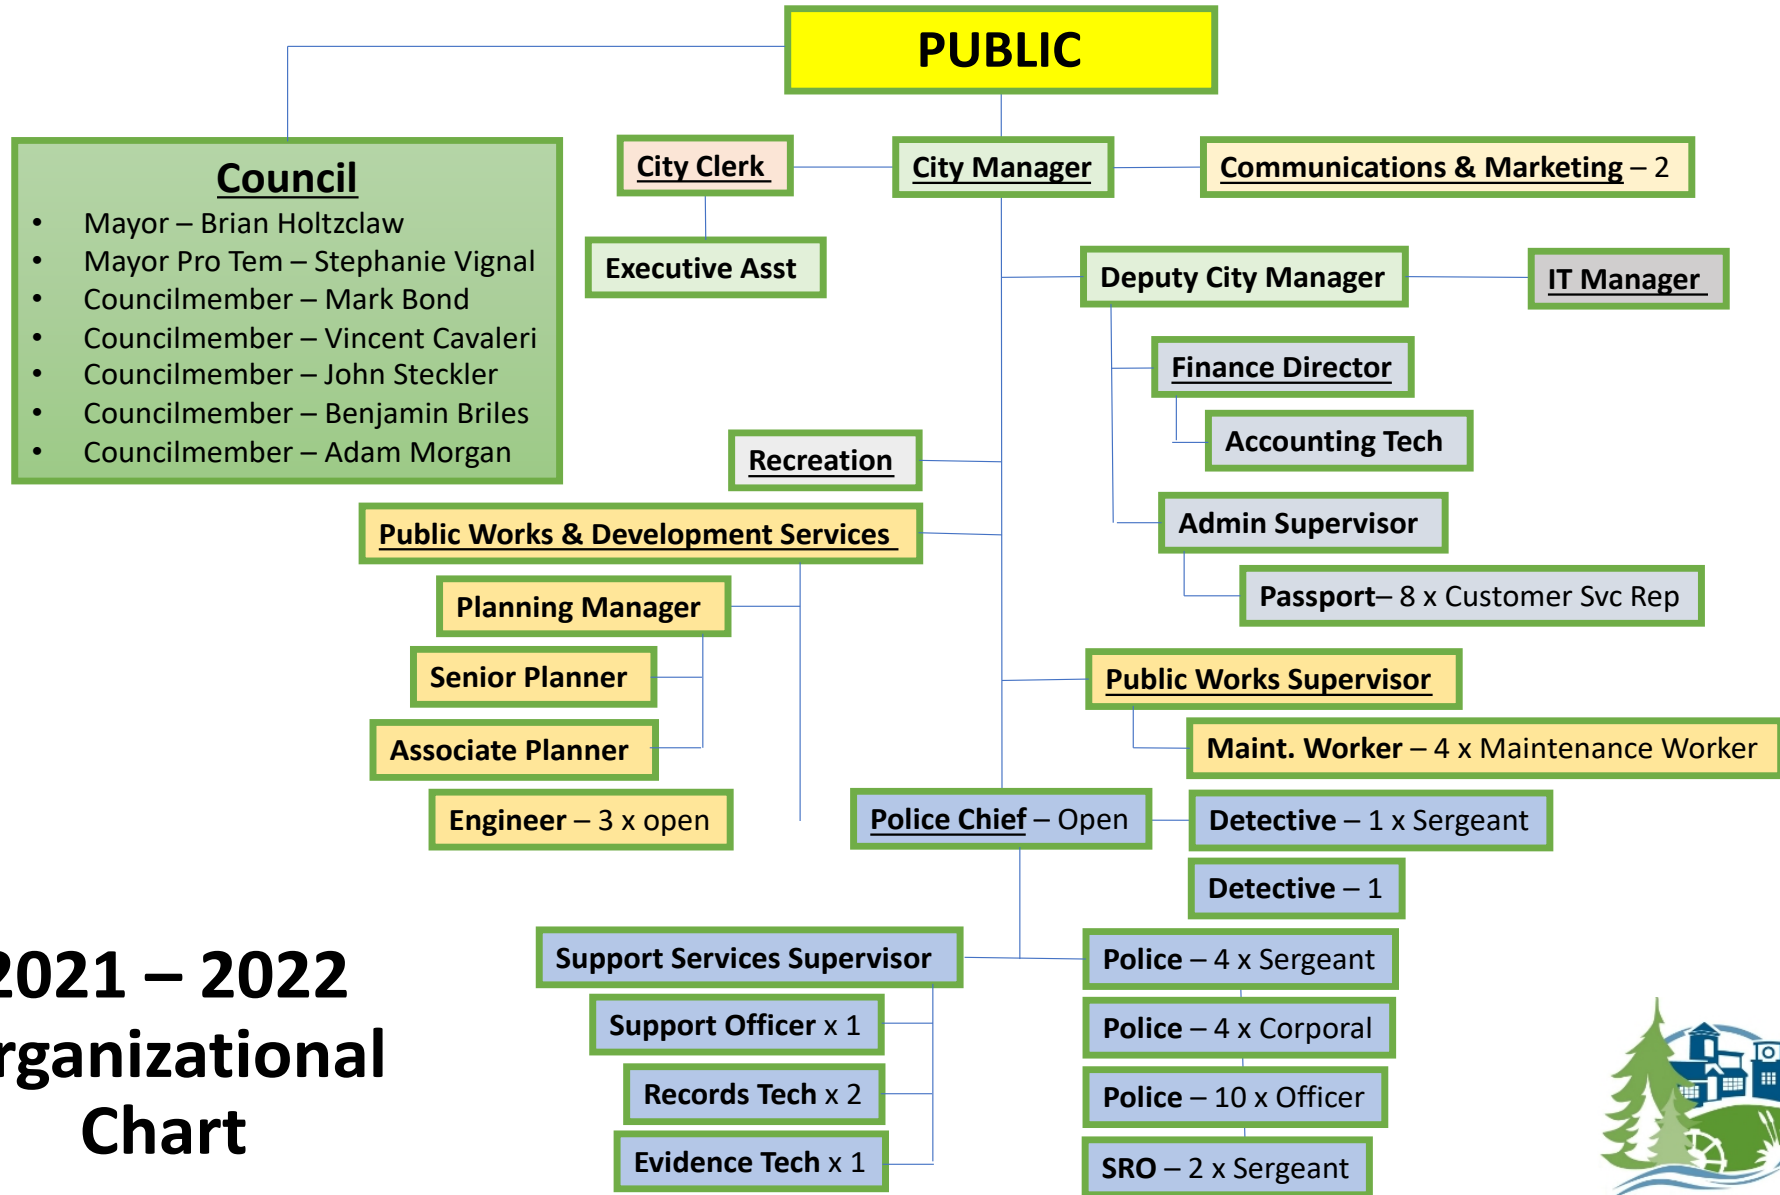 PUBLIC
Council
• Mayor – Brian Holtzclaw
• Mayor Pro Tem – Stephanie Vignal
• Councilmember – Mark Bond
• Councilmember – Vincent Cavaleri
• Councilmember – John Steckler
• Councilmember – Benjamin Briles
• Councilmember – Adam Morgan
City Clerk
City Manager
Communications & Marketing – 2
Executive Asst
Deputy City Manager
IT Manager
Finance Director
Accounting Tech
Recreation
Public Works & Development Services
Admin Supervisor
Planning Manager
Passport– 8 x Customer Svc Rep
Senior Planner
Public Works Supervisor
Associate Planner
Maint. Worker – 4 x Maintenance Worker
Engineer – 3 x open
Police Chief – Open
Detective – 1 x Sergeant
Detective – 1
Support Services Supervisor
Police – 4 x Sergeant
Support Officer x 1
Police – 4 x Corporal
Records Tech x 2
Police – 10 x Officer
Evidence Tech x 1
SRO – 2 x Sergeant
2021 – 2022
rganizational
Chart